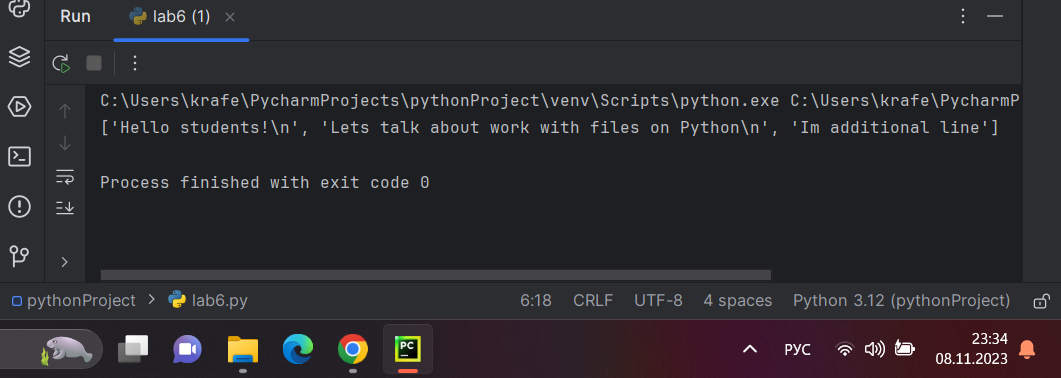 Run lab6 (1)
C:\Users\krafe\PycharmProjects\pythonProject\venv\Scripts\python.exe C:\Users\krafe\PycharmP
['Hello students!\n', 'Lets talk about work with files on Python\n', 'Im additional line']
Process finished with exit code 0
pythonProject > lab6.py 6:18 CRLF UTF-8 4 spaces Python 3.12 (pythonProject)
PC
РУС
23:34
08.11.2023